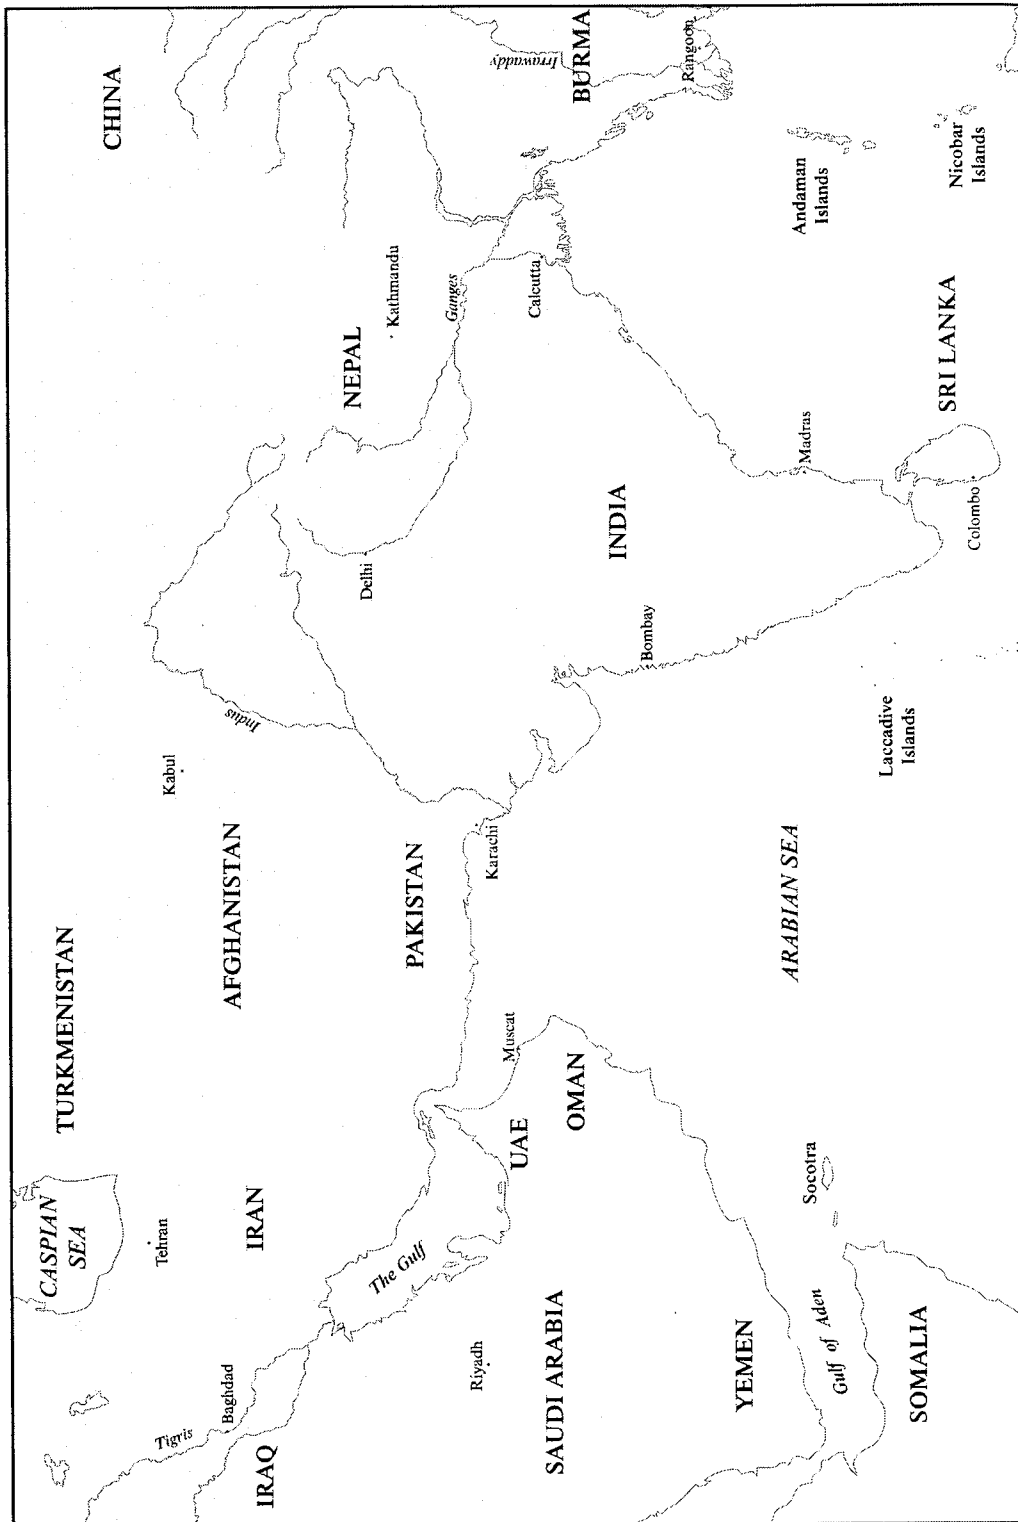 CASPIAN
SEA
TURKMENISTAN
CHINA
Tigris
Tehran
Kabul
Baghdad
IRAQ
IRAN
AFGHANISTAN
Indus
NEPAL
Kathmandu
Delhi
The Gulf
PAKISTAN
Ganges
Riyadh
Karachi
Muscat
UAE
Calcutta
Irrawaddy
BURMA
SAUDI ARABIA
OMAN
INDIA
Bombay
Rangoon
YEMEN
ARABIAN SEA
Madras
Andaman
Islands
Socotra
Gulf of Aden
Laccadive
Islands
SOMALIA
SRI LANKA
Nicobar
Islands
Colombo